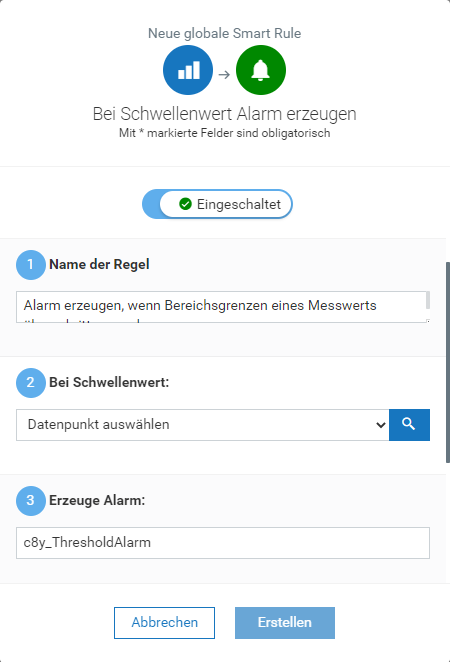 Neue globale Smart Rule
Bei Schwellenwert Alarm erzeugen
Mit * markierte Felder sind obligatorisch
Eingeschaltet
1 Name der Regel
Alarm erzeugen, wenn Bereichsgrenzen eines Messwerts
2 Bei Schwellenwert:
Datenpunkt auswählen
3 Erzeuge Alarm:
c8y_ThresholdAlarm
Abbrechen
Erstellen